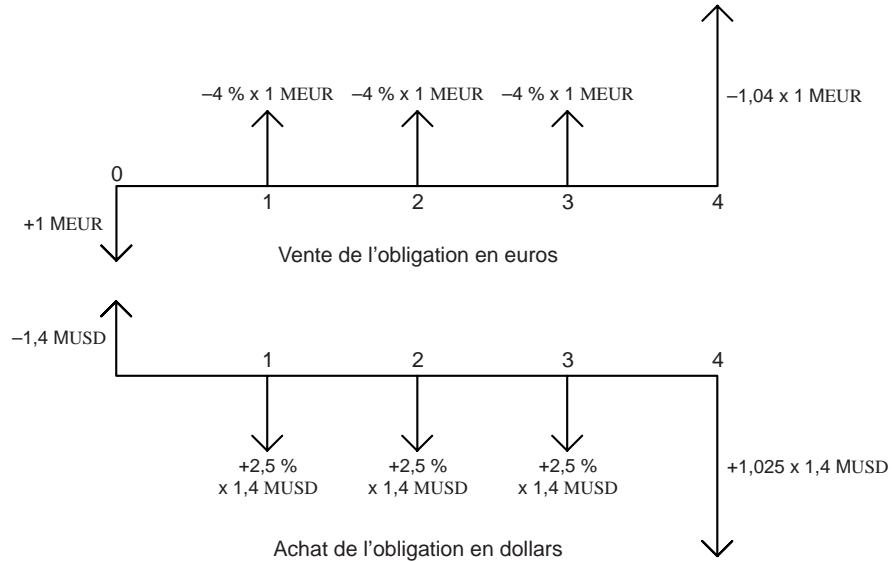 –4 % x 1 MEUR –4 % x 1 MEUR –4 % x 1 MEUR
–1,04 x 1 MEUR
0
1 2 3 4
+1 MEUR
Vente de l’obligation en euros
–1,4 MUSD
1 2 3 4
+2,5 % +2,5 % +2,5 %
x 1,4 MUSD x 1,4 MUSD x 1,4 MUSD
+1,025 x 1,4 MUSD
Achat de l’obligation en dollars